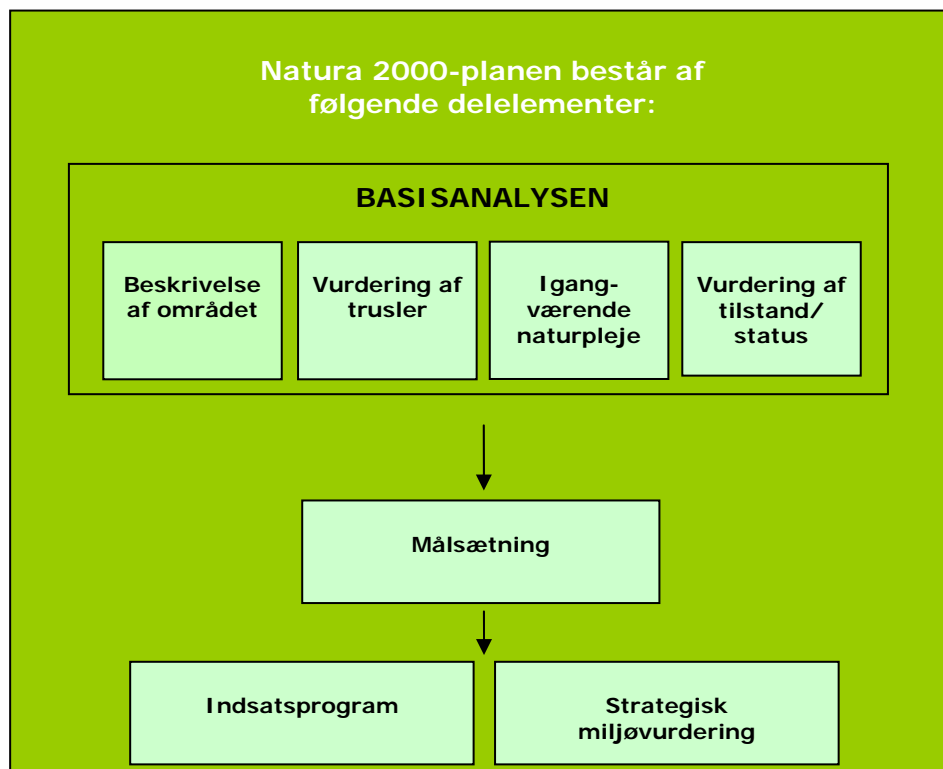 Natura 2000-planen består af
følgende delelementer:
BASISANALYSEN
Beskrivelse
af området
Vurdering af
trusler
Igang-
værende
naturpleje
Vurdering af
tilstand/
status
Målsætning
Indsatsprogram
Strategisk
miljøvurdering